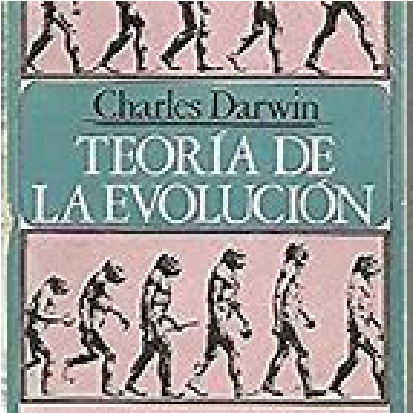 Charles Darwin
TEORÍA DE
LA EVOLUCIÓN